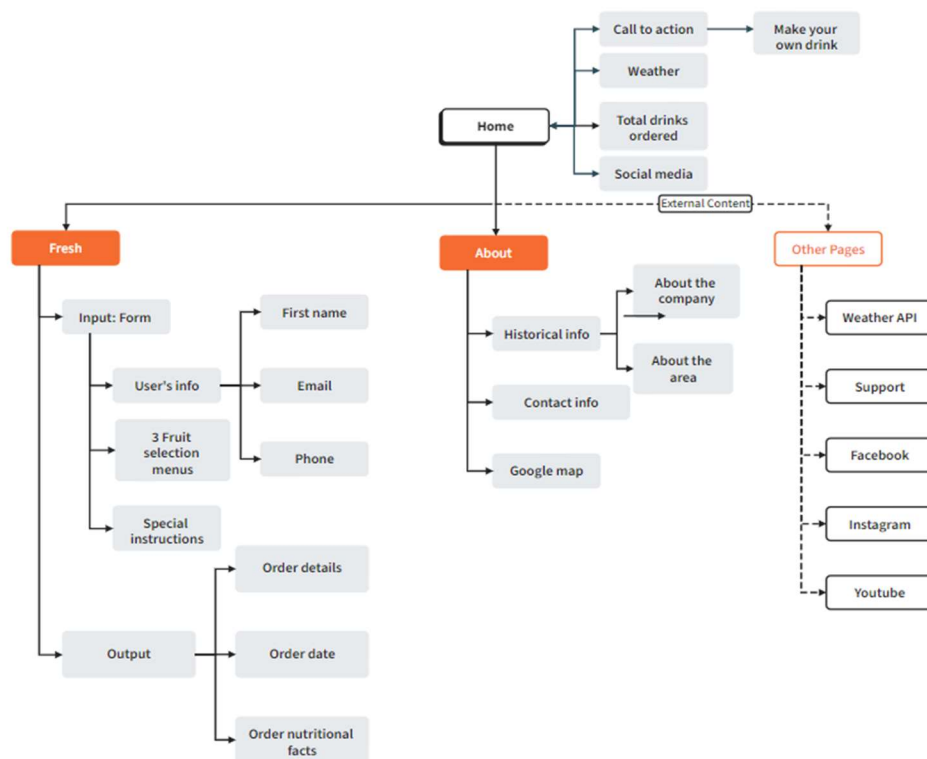 Call to action
Make your
own drink
Weather
Home
Total drinks
ordered
Social media
External Content
Fresh
About
Other Pages
Input: Form
First name
User's info
Email
3 Fruit
selection
menus
Phone
Special
instructions
Order details
Output
Order date
Order nutritional
facts
About the
company
Historical info
About the
area
Contact info
Google map
Weather API
Support
Facebook
Instagram
Youtube